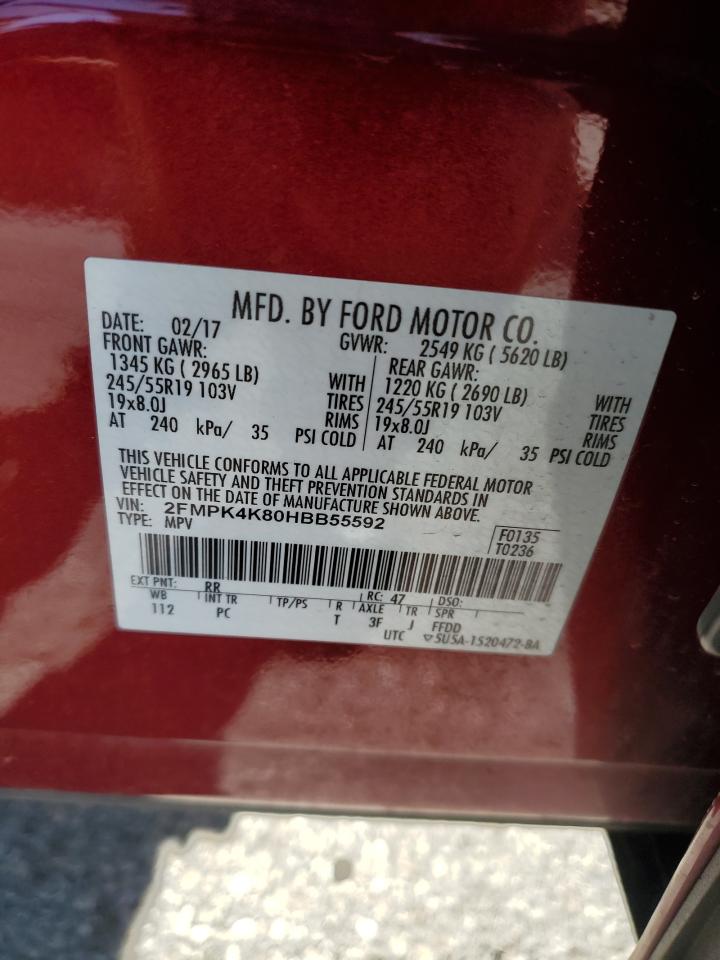 MFD. BY FORD MOTOR CO.
DATE: 02/17 GVWR: 2549 KG ( 5620 LB)
FRONT GAWR: REAR GAWR:
1345 KG ( 2965 LB) WITH 1220 KG ( 2690 LB) WITH
245/55R19 103V TIRES 245/55R19 103V TIRES
19x8.0J RIMS 19x8.0J RIMS
AT 240 kPa/ 35 PSI COLD AT 240 kPa/ 35 PSI COLD
THIS VEHICLE CONFORMS TO ALL APPLICABLE FEDERAL MOTOR
VEHICLE SAFETY AND THEFT PREVENTION STANDARDS IN
EFFECT ON THE DATE OF MANUFACTURE SHOWN ABOVE.
VIN: 2FMPK4K80HBB55592
TYPE: MPV
F0135
T0236
EXT PNT: RR RC: 47 DSO:
WB INT TR TP/PS R AXLE TR SPR
112 PC T 3F J FFDD
UTC ▽5U5A-1520472-BA